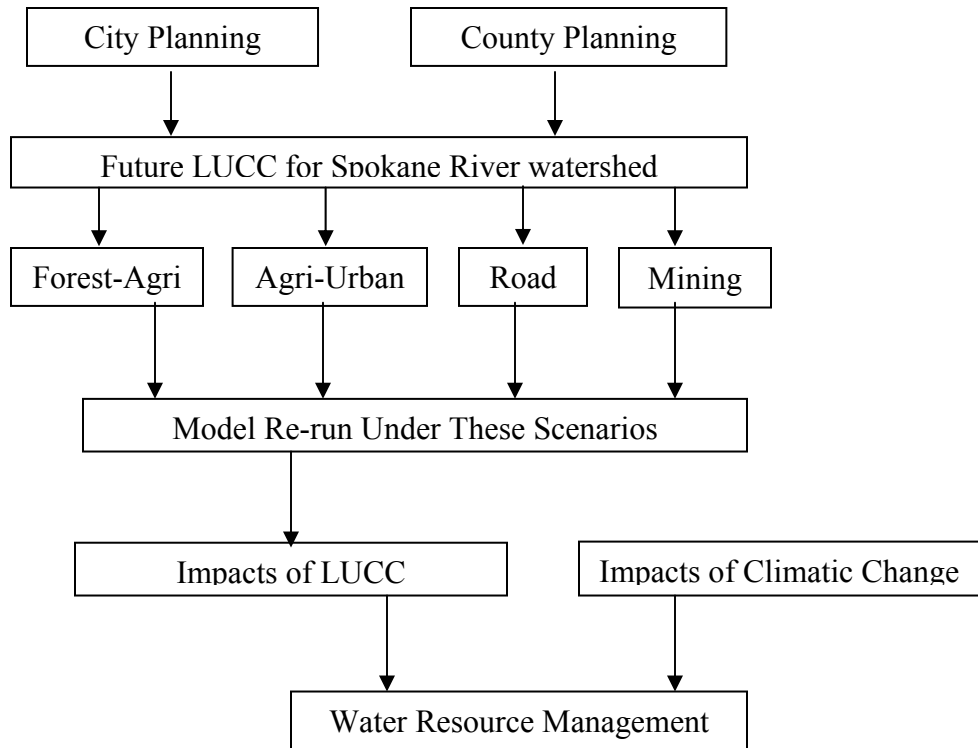 City Planning
County Planning
Future LUCC for Spokane River watershed
Forest-Agri
Agri-Urban
Road
Mining
Model Re-run Under These Scenarios
Impacts of LUCC
Impacts of Climatic Change
Water Resource Management